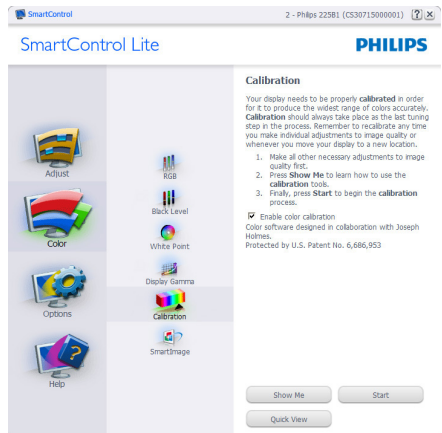 SmartControl
2 - Philips 225B1 (CS30715000001)
SmartControl Lite
PHILIPS
Adjust
Color
Options
Help
RGB
Black Level
White Point
Display Gamma
Calibration
SmartImage
Calibration
Your display needs to be properly calibrated in order
for it to produce the widest range of colors accurately.
Calibration should always take place as the last tuning
step in the process. Remember to recalibrate any time
you make individual adjustments to image quality or
whenever you move your display to a new location.
1. Make all other necessary adjustments to image
quality first.
2. Press Show Me to learn how to use the
calibration tools.
3. Finally, press Start to begin the calibration
process.
Enable color calibration
Color software designed in collaboration with Joseph
Holmes.
Protected by U.S. Patent No. 6,686,953
Show Me
Start
Quick View